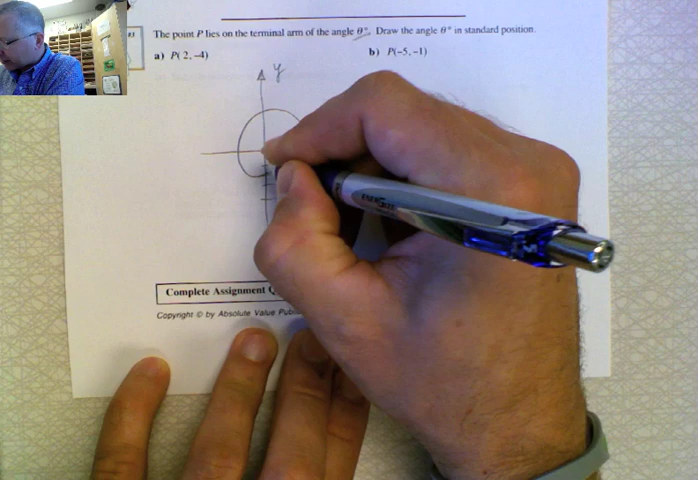 The point P lies on the terminal arm of the angle θ°. Draw the angle θ° in standard position.
a) P(2, -4) b) P(-5, -1)
y
Complete Assignment
Copyright © by Absolute Value